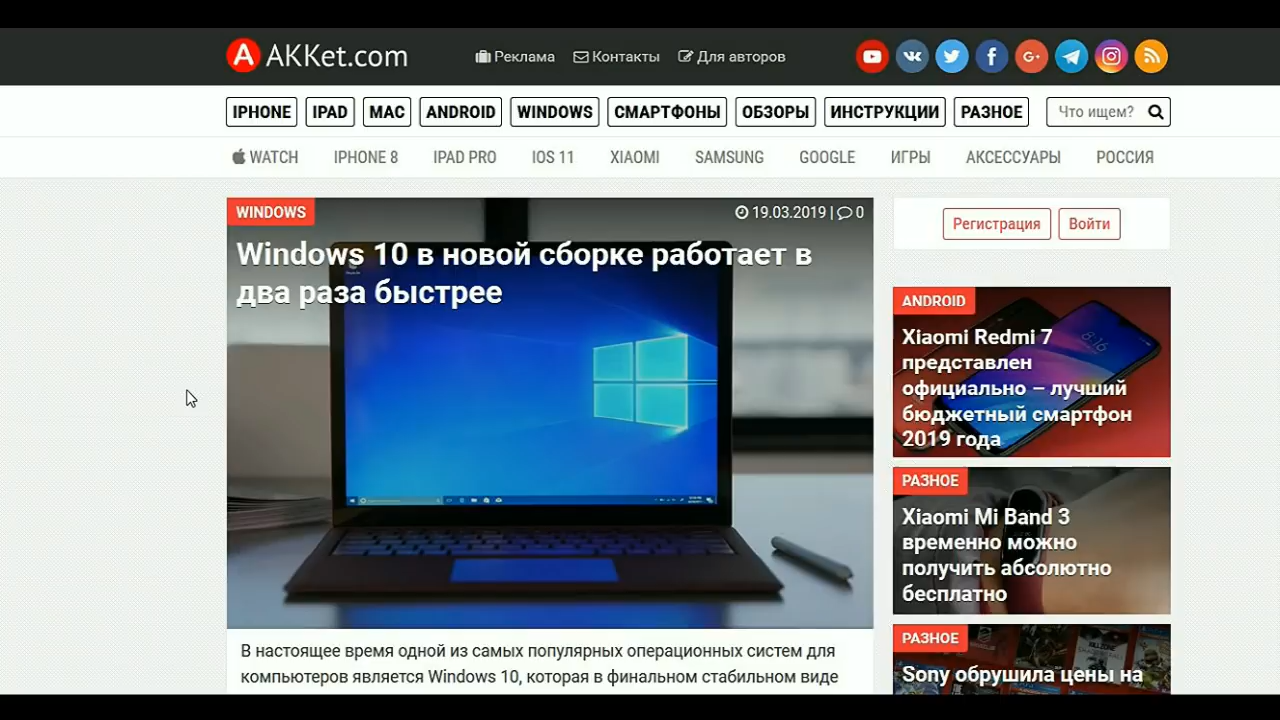 AKKet.com
Реклама
Контакты
Для авторов
IPHONE
IPAD
MAC
ANDROID
WINDOWS
СМАРТФОНЫ
ОБЗОРЫ
ИНСТРУКЦИИ
РАЗНОЕ
Что ищем?
WATCH
IPHONE 8
IPAD PRO
IOS 11
XIAOMI
SAMSUNG
GOOGLE
ИГРЫ
АКСЕССУАРЫ
РОССИЯ
WINDOWS
19.03.2019 | 0
Windows 10 в новой сборке работает в
два раза быстрее
В настоящее время одной из самых популярных операционных систем для
компьютеров является Windows 10, которая в финальном стабильном виде
Регистрация
Войти
ANDROID
Xiaomi Redmi 7
представлен
официально – лучший
бюджетный смартфон
2019 года
РАЗНОЕ
Xiaomi Mi Band 3
временно можно
получить абсолютно
бесплатно
РАЗНОЕ
Sony обрушила цены на